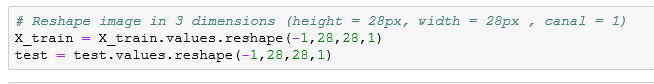 # Reshape image in 3 dimensions (height = 28px, width = 28px , canal = 1)
X_train = X_train.values.reshape(-1,28,28,1)
test = test.values.reshape(-1,28,28,1)